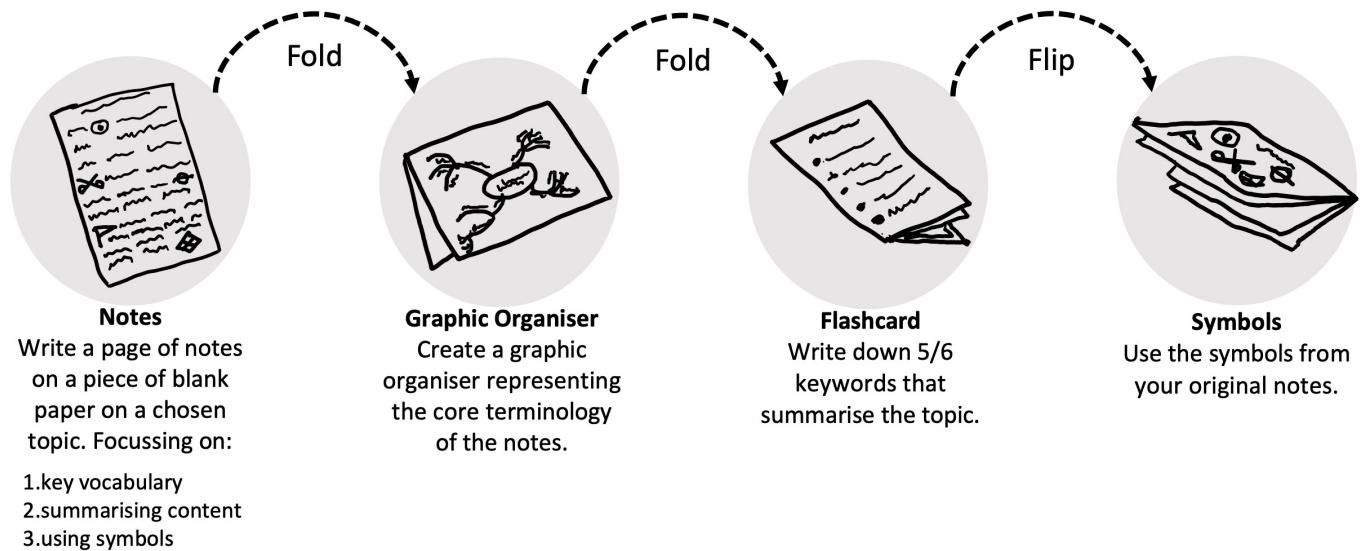 Fold
Fold
Flip
Notes
Write a page of notes
on a piece of blank
paper on a chosen
topic. Focussing on:
1.key vocabulary
2.summarising content
3.using symbols
Graphic Organiser
Create a graphic
organiser representing
the core terminology
of the notes.
Flashcard
Write down 5/6
keywords that
summarise the topic.
Symbols
Use the symbols from
your original notes.